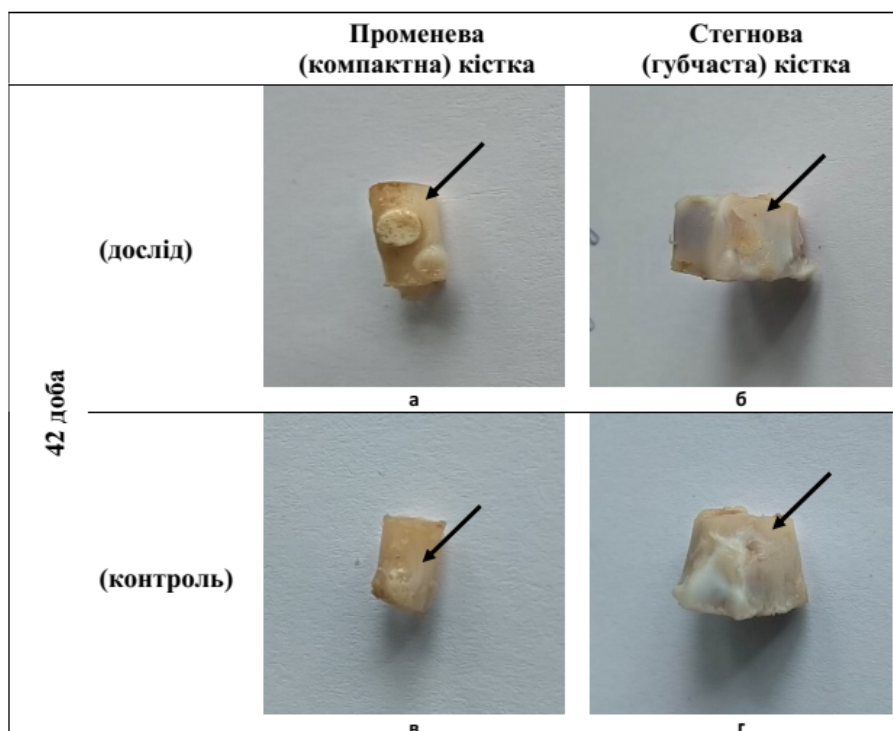 Променева
(компактна) кістка
Стегнова
(губчаста) кістка
42 доба
(дослід)
а
б
(контроль)
в
г